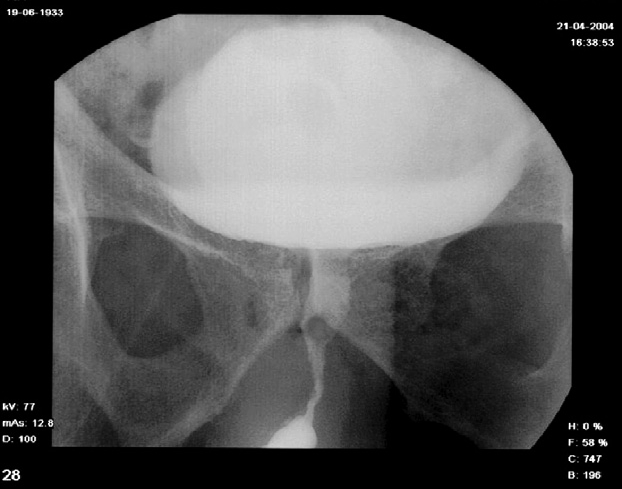 19-06-1933
21-04-2004
16:38:53
kV: 77
mAs: 12.8
D: 100
28
H: 0 %
F: 58 %
C: 747
B: 196